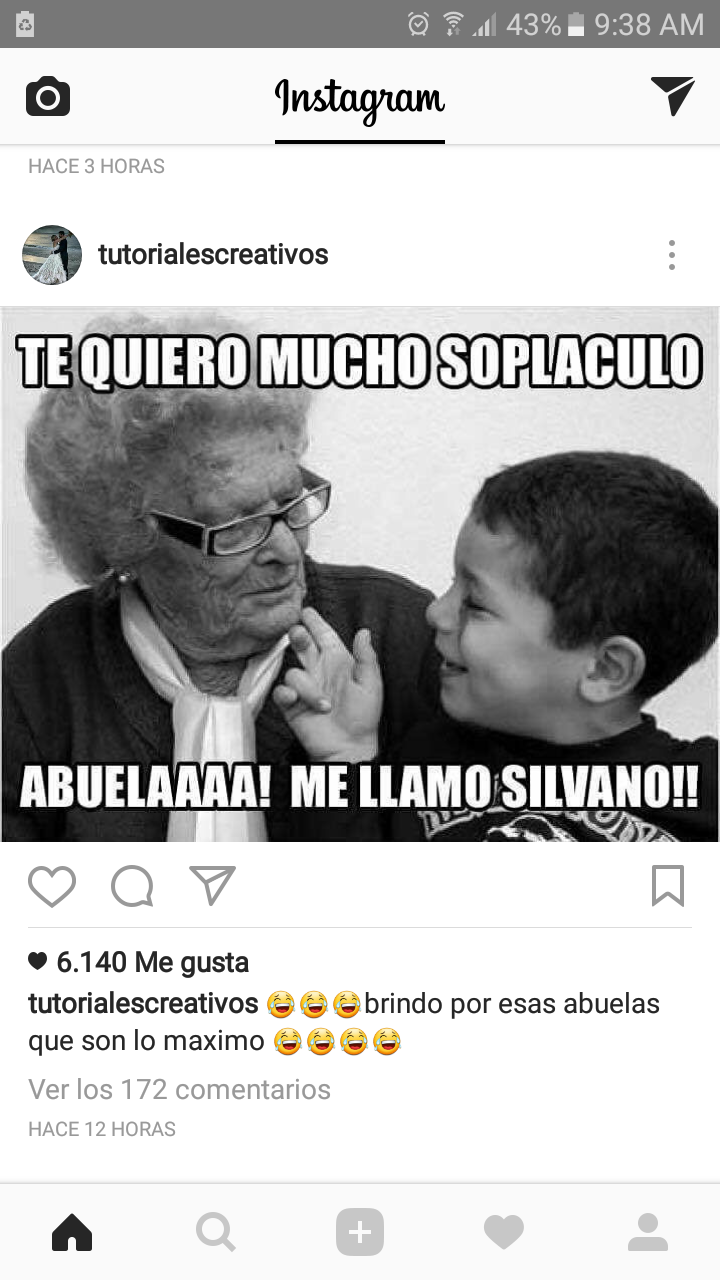 43% 9:38 AM
Instagram
HACE 3 HORAS
tutorialescreativos
TE QUIERO MUCHO SOPLACULO
ABUELAAAA! ME LLAMO SILVANO!!
6.140 Me gusta
tutorialescreativos 😂😂😂brindo por esas abuelas
que son lo maximo 😂😂😂😂
Ver los 172 comentarios
HACE 12 HORAS